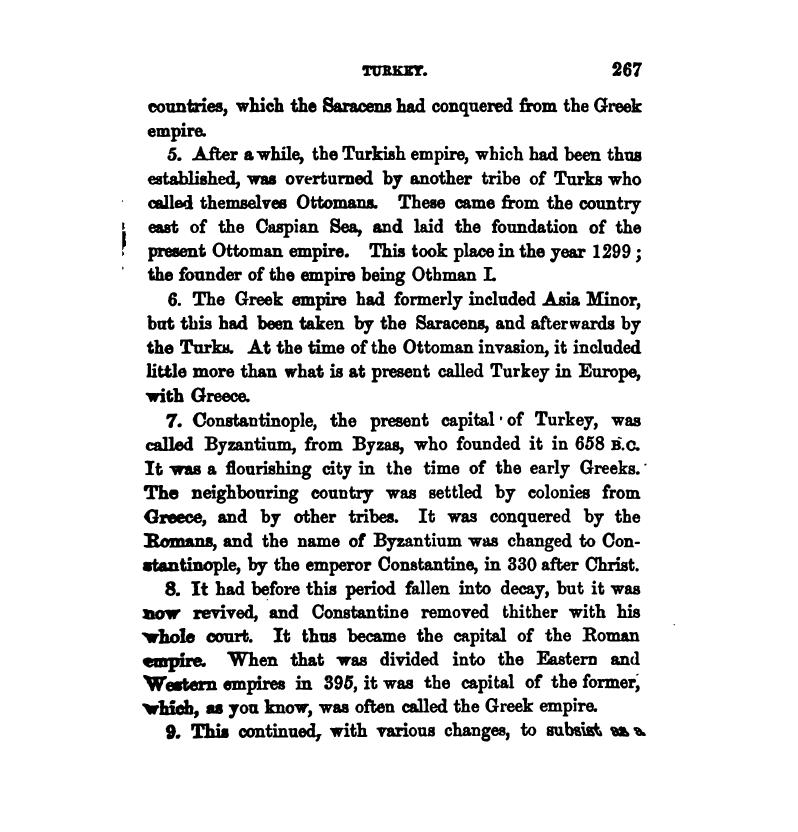 TURKEY. 267
countries, which the Saracens had conquered from the Greek
empire.
5. After a while, the Turkish empire, which had been thus
established, was overturned by another tribe of Turks who
called themselves Ottomans. These came from the country
east of the Caspian Sea, and laid the foundation of the
present Ottoman empire. This took place in the year 1299;
the founder of the empire being Othman I.
6. The Greek empire had formerly included Asia Minor,
but this had been taken by the Saracens, and afterwards by
the Turks. At the time of the Ottoman invasion, it included
little more than what is at present called Turkey in Europe,
with Greece.
7. Constantinople, the present capital of Turkey, was
called Byzantium, from Byzas, who founded it in 658 B.C.
It was a flourishing city in the time of the early Greeks.
The neighbouring country was settled by colonies from
Greece, and by other tribes. It was conquered by the
Romans, and the name of Byzantium was changed to Con-
stantinople, by the emperor Constantine, in 330 after Christ.
8. It had before this period fallen into decay, but it was
now revived, and Constantine removed thither with his
whole court. It thus became the capital of the Roman
empire. When that was divided into the Eastern and
Western empires in 395, it was the capital of the former,
which, as you know, was often called the Greek empire.
9. This continued, with various changes, to subsist as a